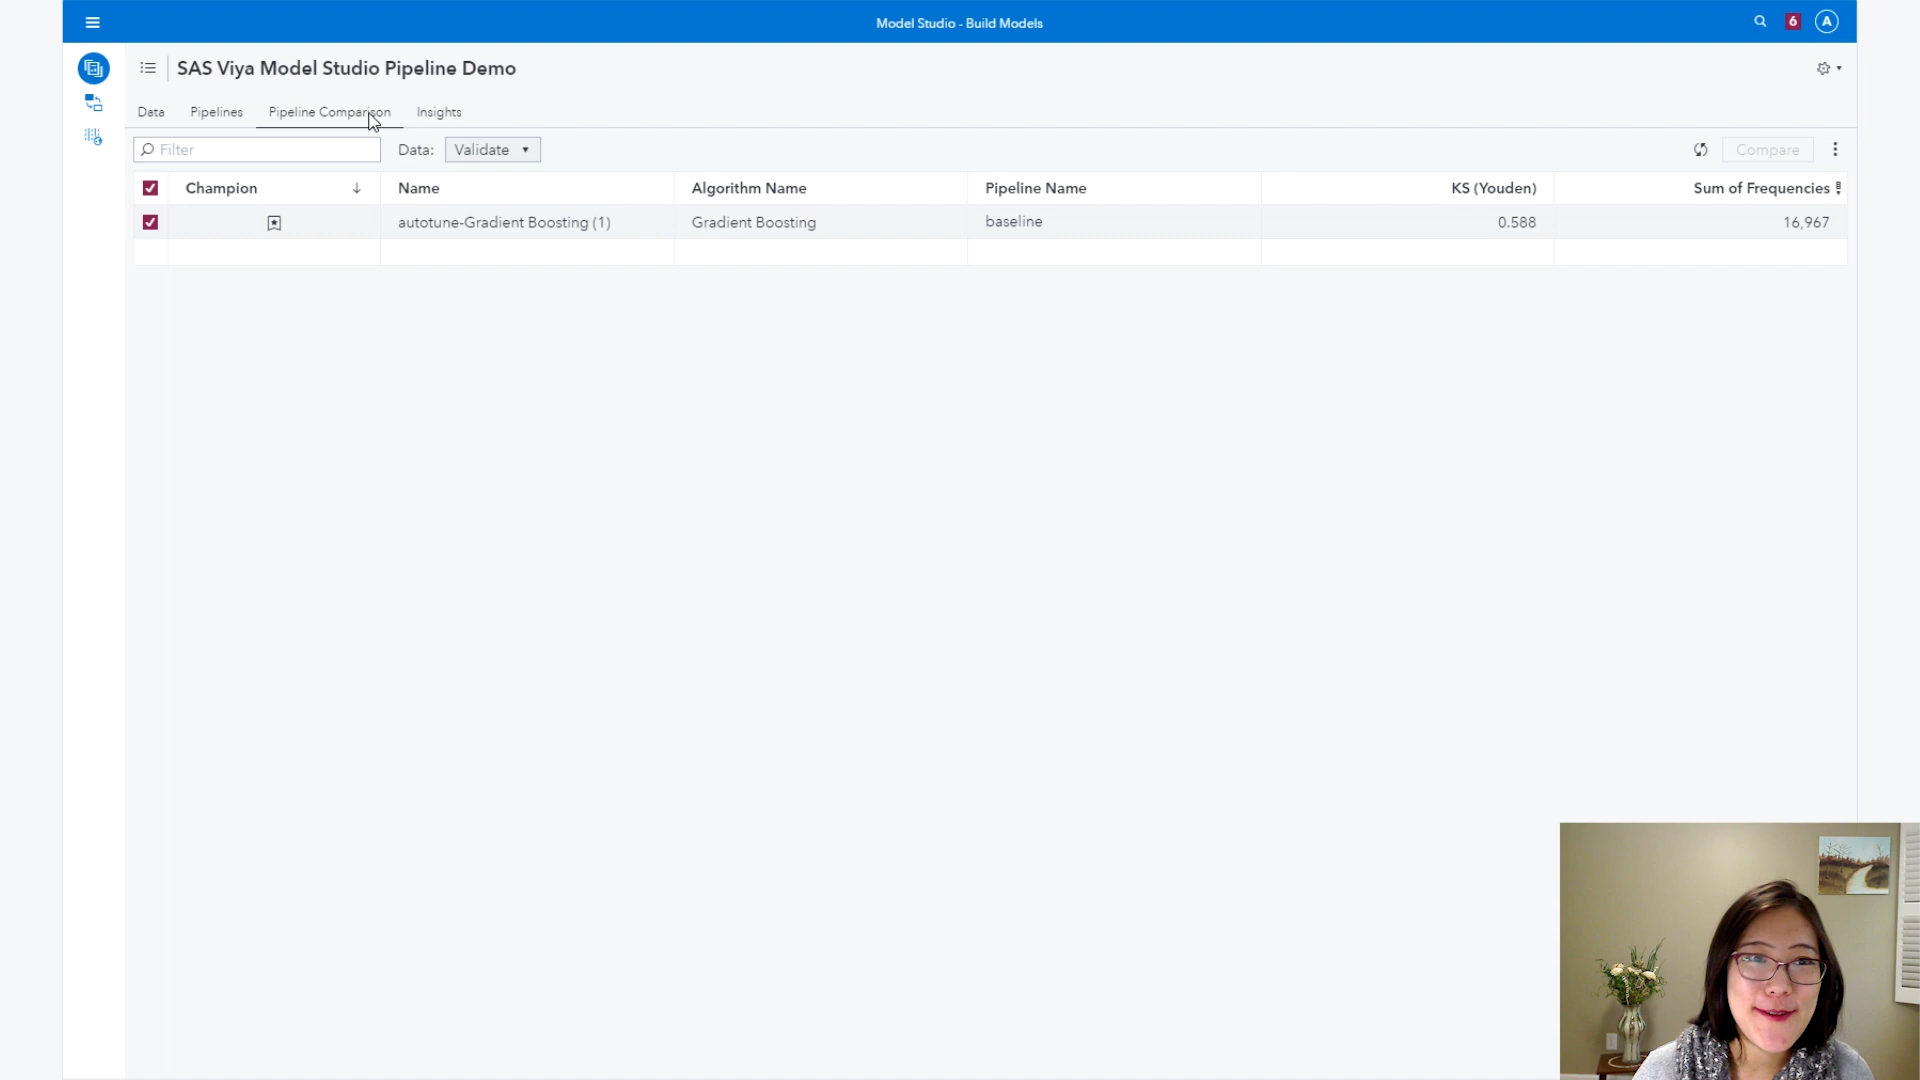 Model Studio - Build Models
6
A
SAS Viya Model Studio Pipeline Demo
Data Pipelines Pipeline Comparison Insights
Filter Data: Validate Compare
Champion Name Algorithm Name Pipeline Name KS (Youden) Sum of Frequencies
autotune-Gradient Boosting (1) Gradient Boosting baseline 0.588 16,967